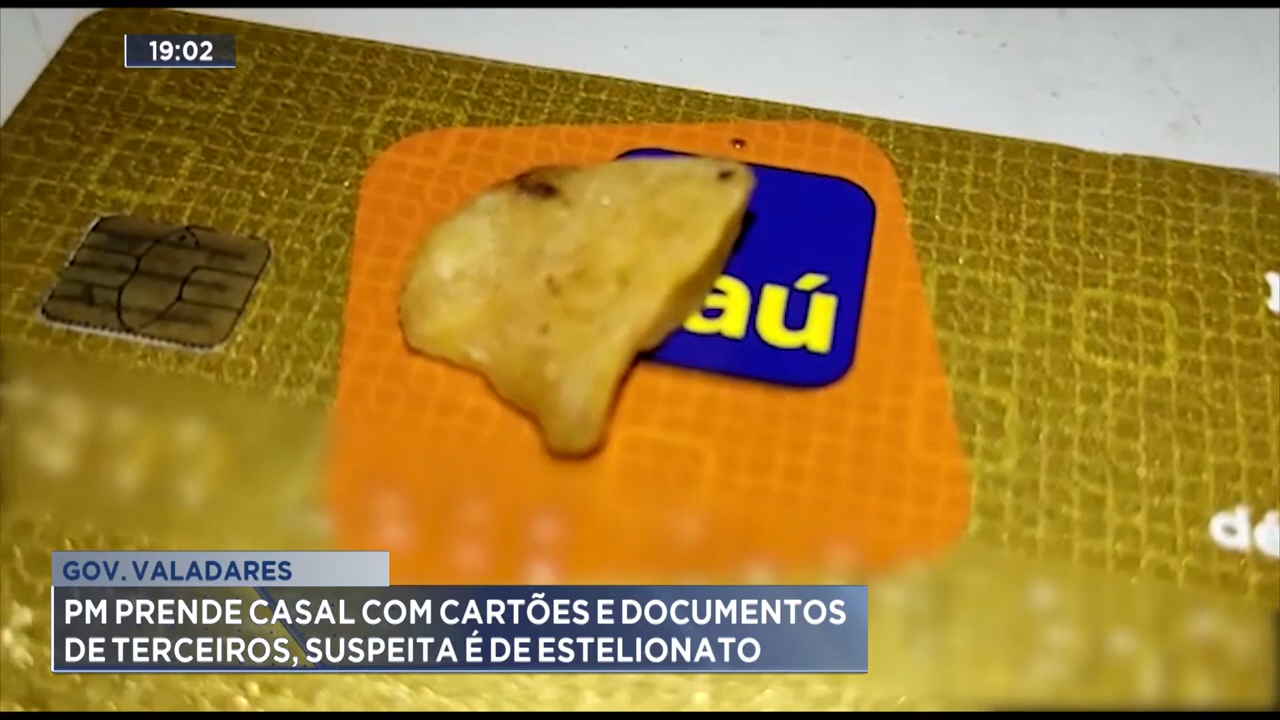 19:02
aú
GOV. VALADARES
PM PRENDE CASAL COM CARTÕES E DOCUMENTOS
DE TERCEIROS, SUSPEITA É DE ESTELIONATO